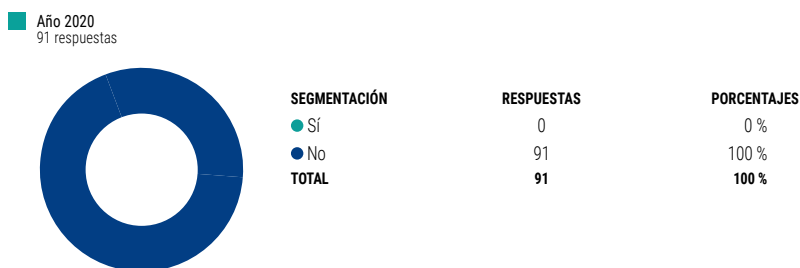 Año 2020
91 respuestas
SEGMENTACIÓN RESPUESTAS PORCENTAJES
Sí 0 0 %
No 91 100 %
TOTAL 91 100 %